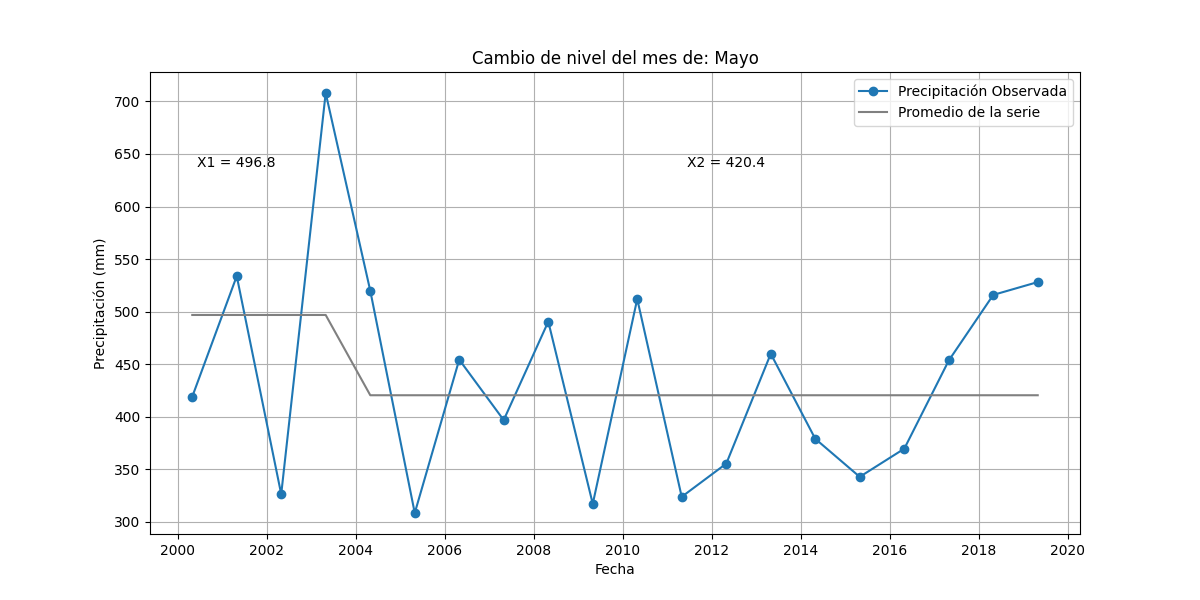 Cambio de nivel del mes de: Mayo
Precipitación Observada
Promedio de la serie
X1 = 496.8
X2 = 420.4
Precipitación (mm)
700
650
600
550
500
450
400
350
300
2000 2002 2004 2006 2008 2010 2012 2014 2016 2018 2020
Fecha